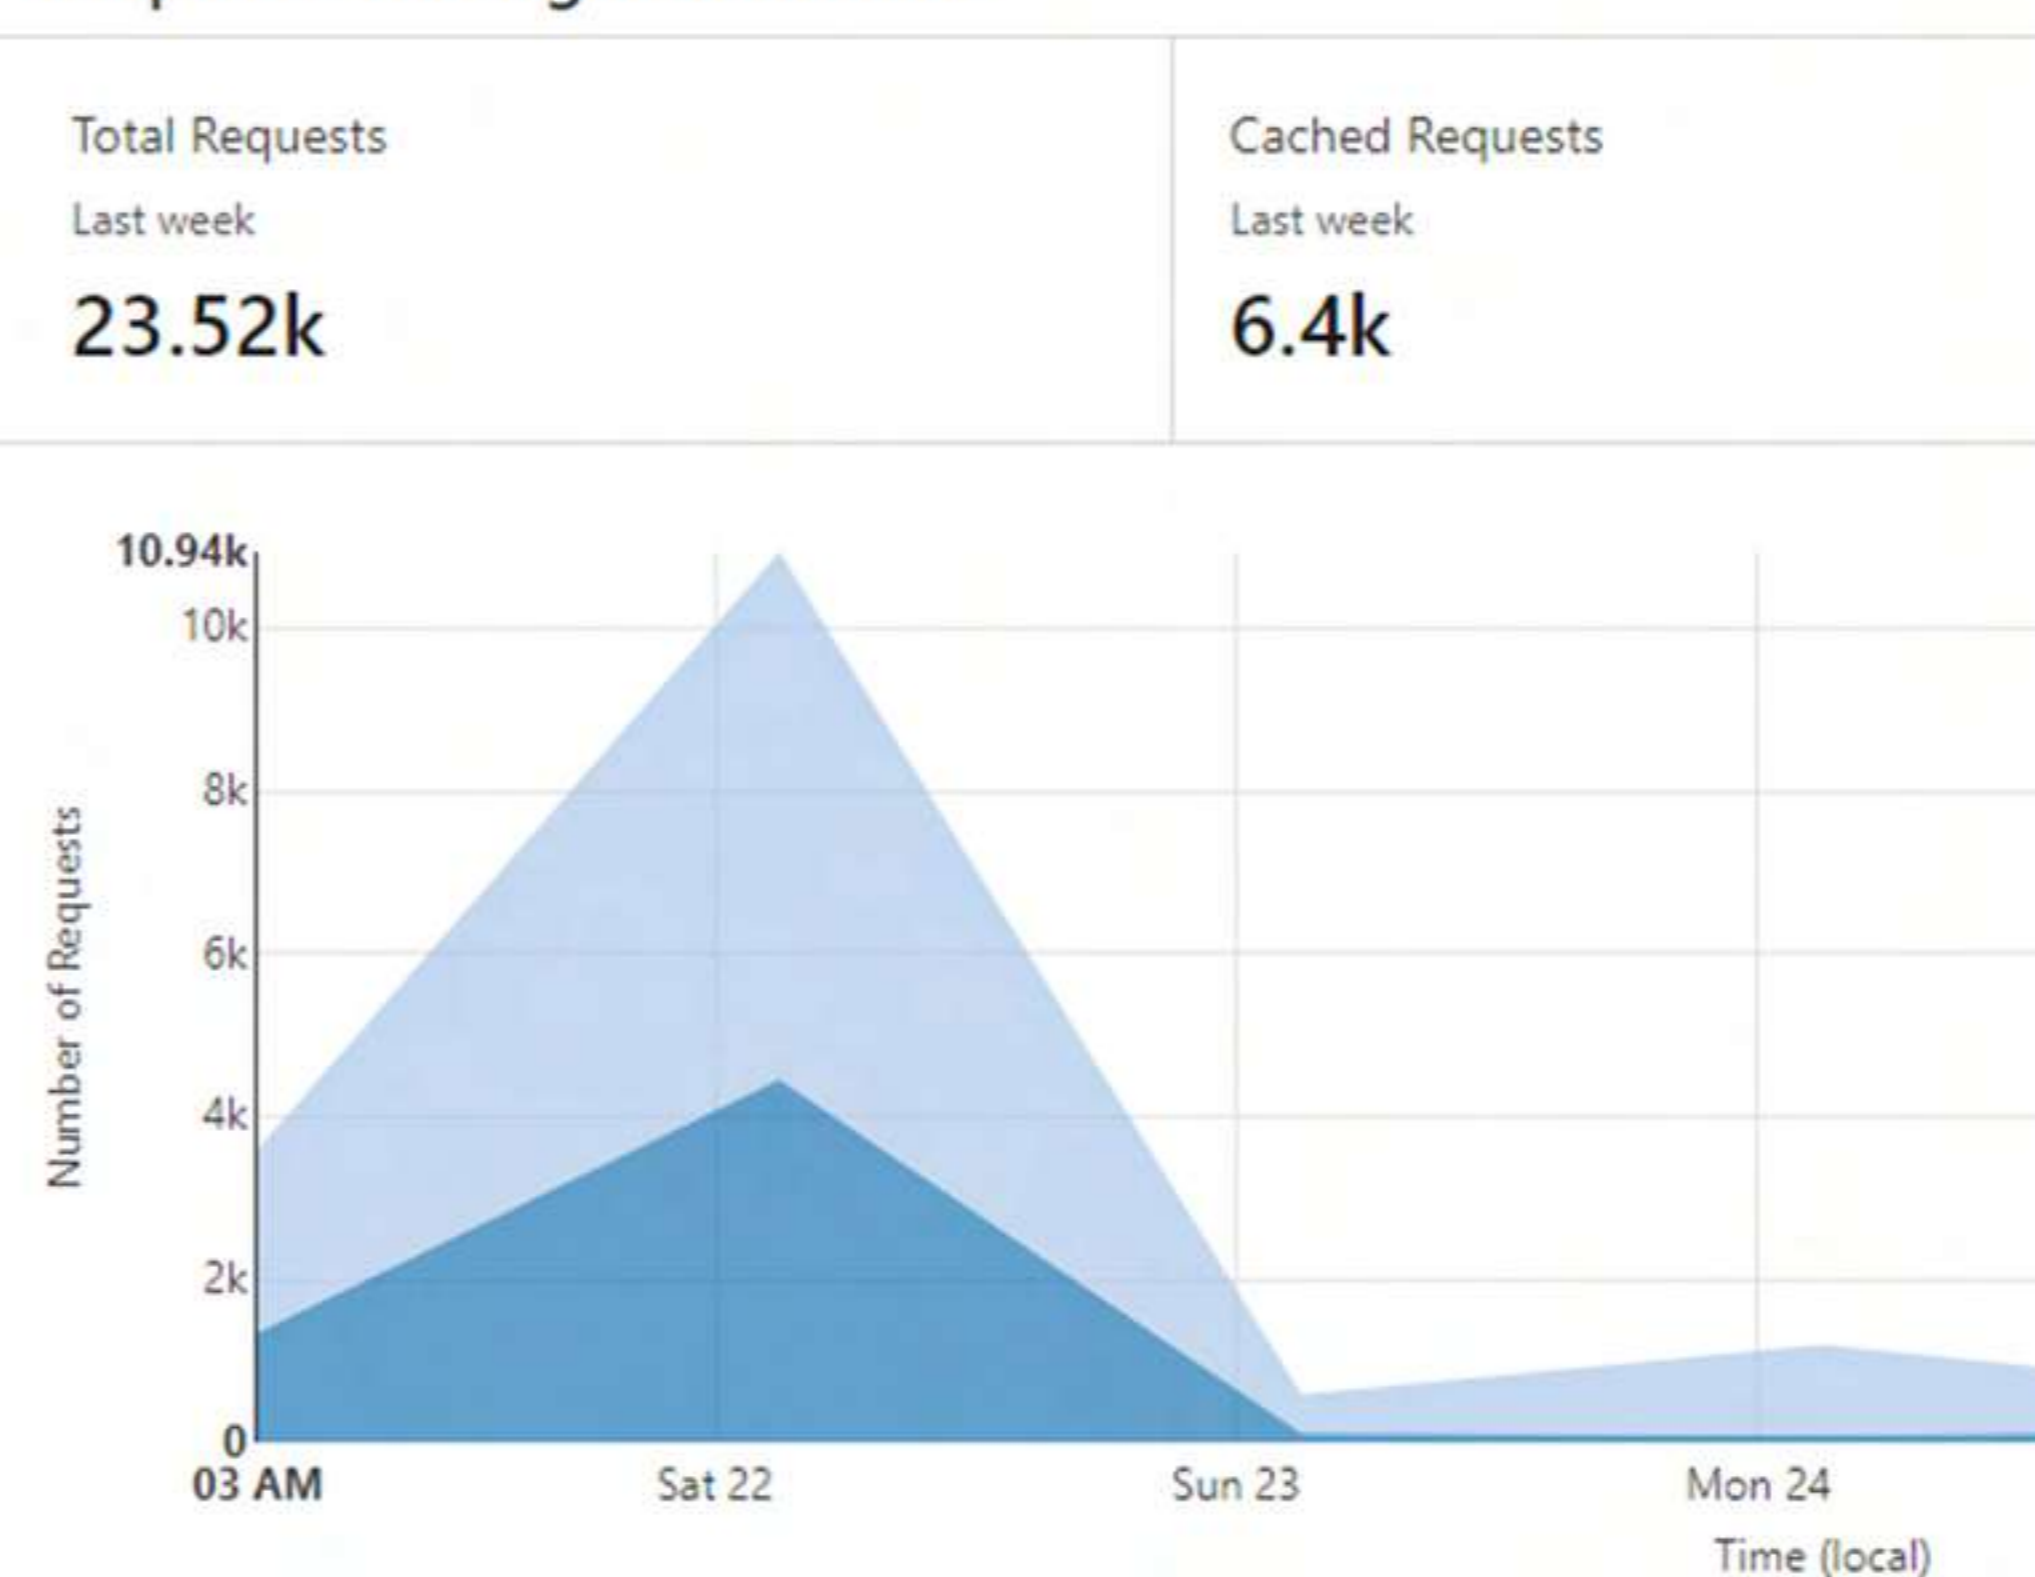 Total Requests
Last week
23.52k
Cached Requests
Last week
6.4k
10.94k
10k
8k
6k
4k
2k
0
Number of Requests
03 AM
Sat 22
Sun 23
Mon 24
Time (local)